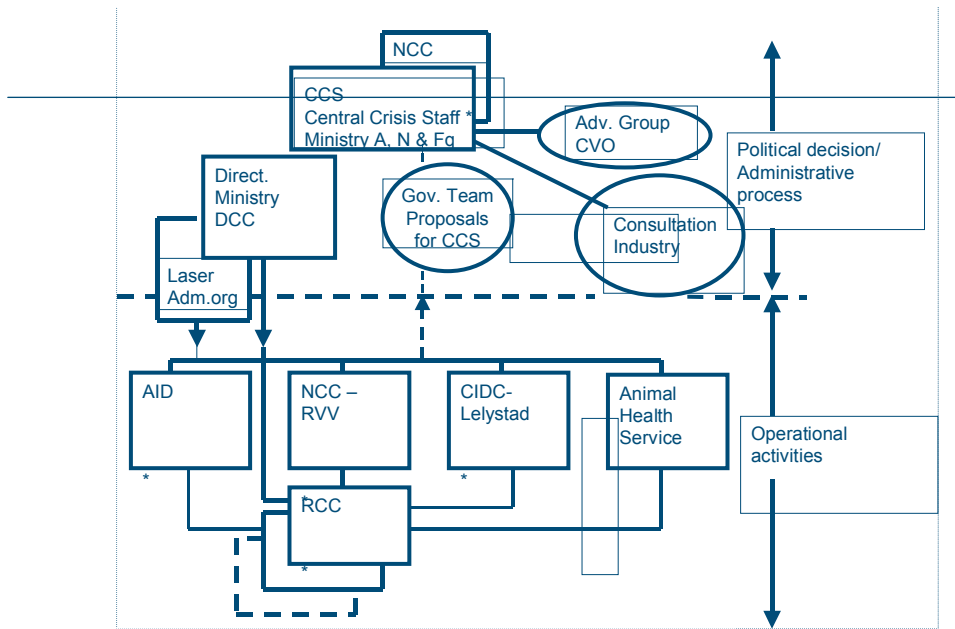 NCC
CCS
Central Crisis Staff *
Ministry A, N & Fq
Adv. Group
CVO
Political decision/
Administrative
process
Direct.
Ministry
DCC
Gov. Team
Proposals
for CCS
Consultation
Industry
Laser
Adm.org
AID
*
NCC –
RVV
*
CIDC-
Lelystad
*
Animal
Health
Service
Operational
activities
RCC
*